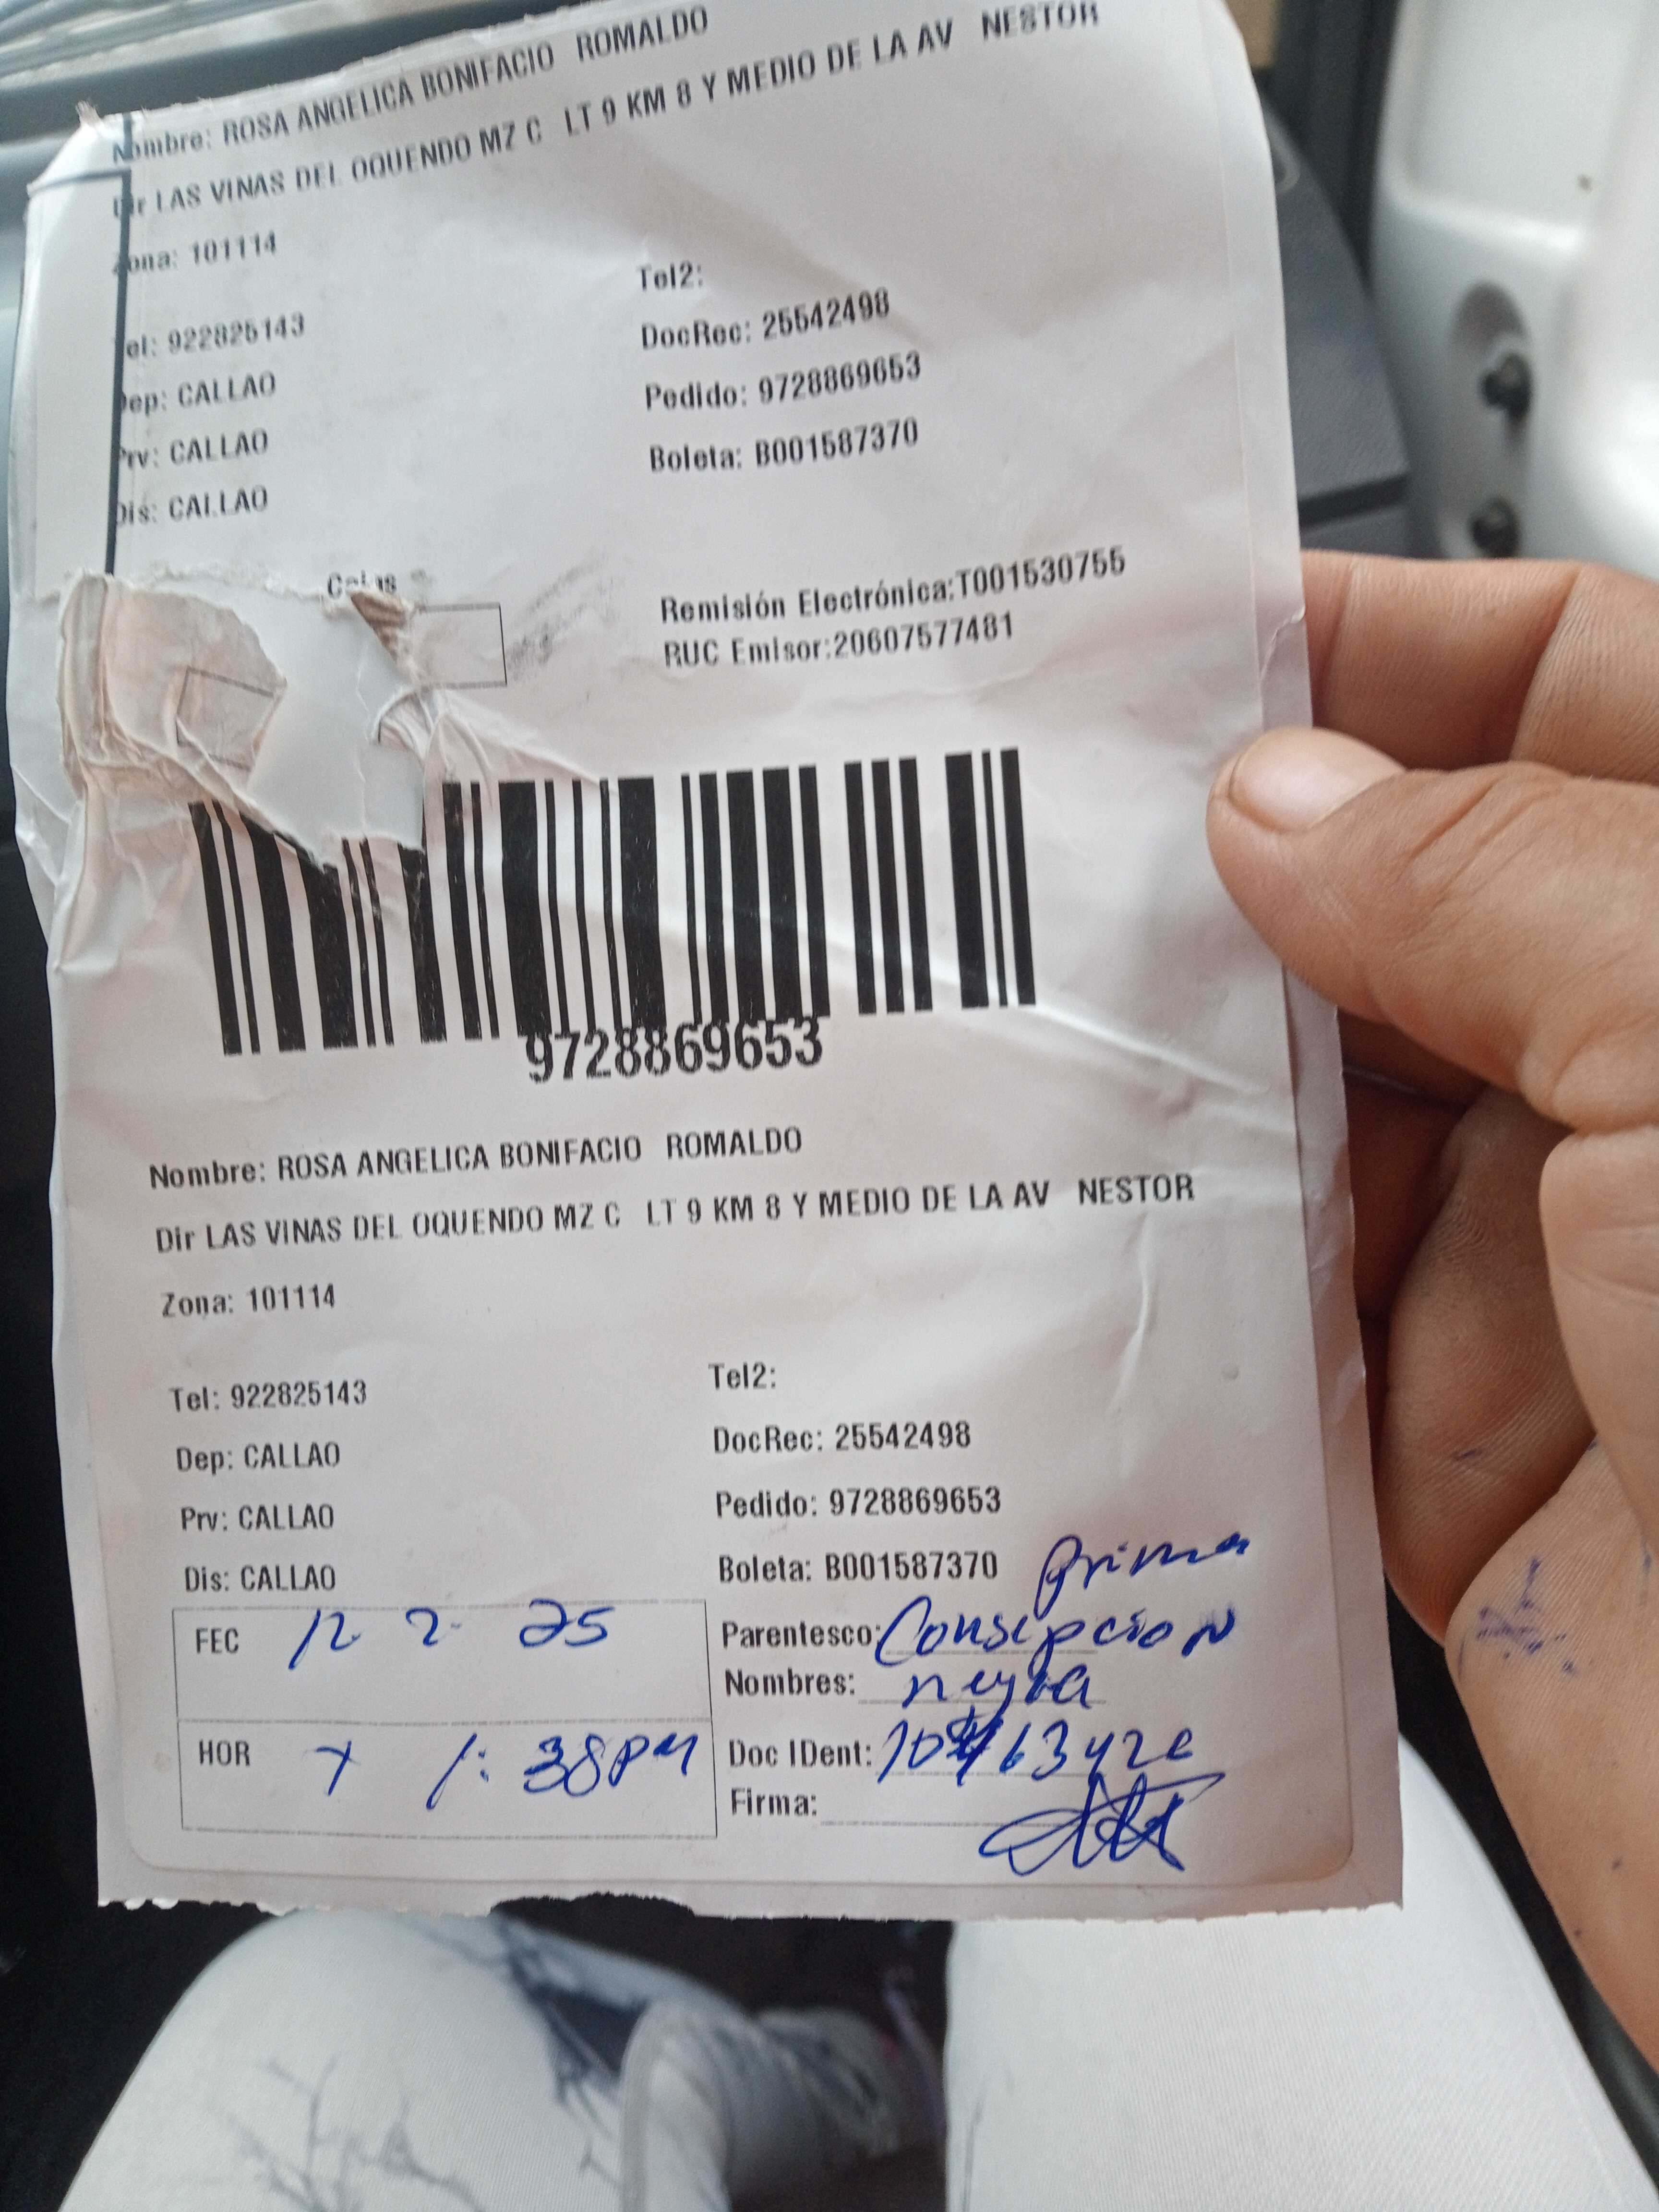 Nombre: ROSA ANGELICA BONIFACIO ROMALDO
Dir LAS VINAS DEL OQUENDO MZ C LT 9 KM 8 Y MEDIO DE LA AV NESTOR
Zona: 101114
Tel2:
Tel: 922825143
DocRec: 25542498
Dep: CALLAO
Pedido: 9728869653
Prv: CALLAO
Boleta: B001587370
Dis: CALLAO
Remisión Electrónica:T001530755
RUC Emisor:20607577481
9728869653
Nombre: ROSA ANGELICA BONIFACIO ROMALDO
Dir LAS VINAS DEL OQUENDO MZ C LT 9 KM 8 Y MEDIO DE LA AV NESTOR
Zona: 101114
Tel2:
Tel: 922825143
DocRec: 25542498
Dep: CALLAO
Pedido: 9728869653
Prv: CALLAO
Boleta: B001587370
Dis: CALLAO
prima
FEC 12 2- 25
Parentesco: Consepcion
Nombres: neyra
HOR 1:38PM
Doc IDent:
Firma: